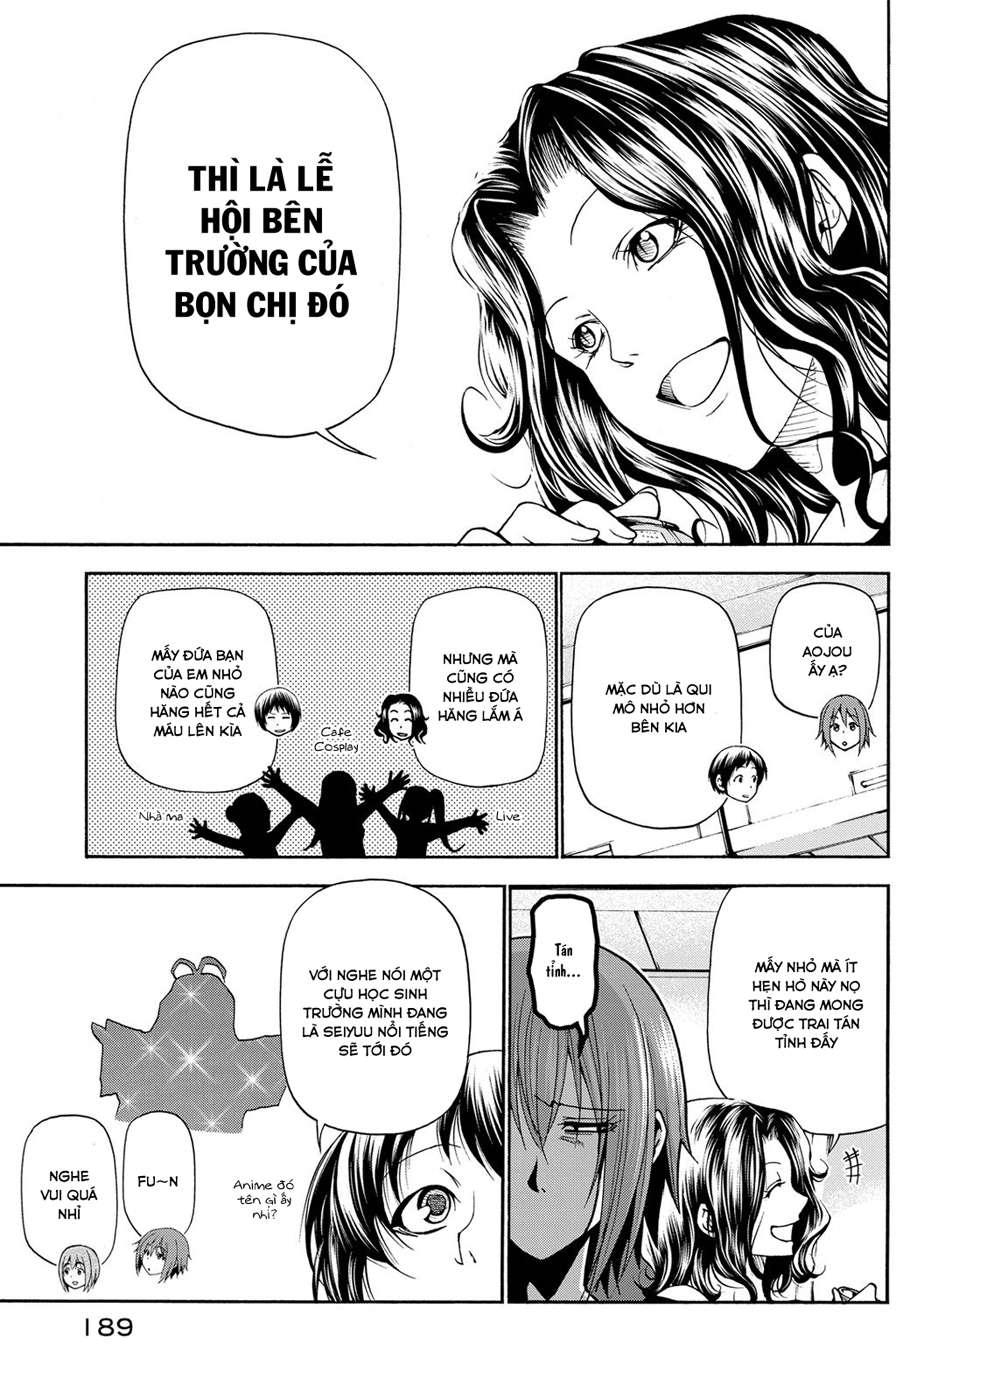 THÌ LÀ LỄ
HỘI BÊN
TRƯỜNG CỦA
BỌN CHỊ ĐÓ
CỦA
AOJOU
ẤY Ạ?
MẶC DÙ LÀ QUI
MÔ NHỎ HƠN
BÊN KIA
NHƯNG MÀ
CŨNG CÓ
NHIỀU ĐỨA
HĂNG LẮM Á
MẤY ĐỨA BẠN
CỦA EM NHỎ
NÀO CŨNG
HĂNG HẾT CẢ
MÁU LÊN KÌA
Cafe
Cosplay
Live
Nhà ma
MẤY NHỎ MÀ ÍT
HẸN HÒ NÀY NỌ
THÌ ĐANG MONG
ĐƯỢC TRAI TÁN
TỈNH ĐẤY
Tán
tỉnh...
VỚI NGHE NÓI MỘT
CỰU HỌC SINH
TRƯỜNG MÌNH ĐANG
LÀ SEIYUU NỔI TIẾNG
SẼ TỚI ĐÓ
Anime đó
tên gì ấy
nhỉ?
FU~N
NGHE
VUI QUÁ
NHỈ
189